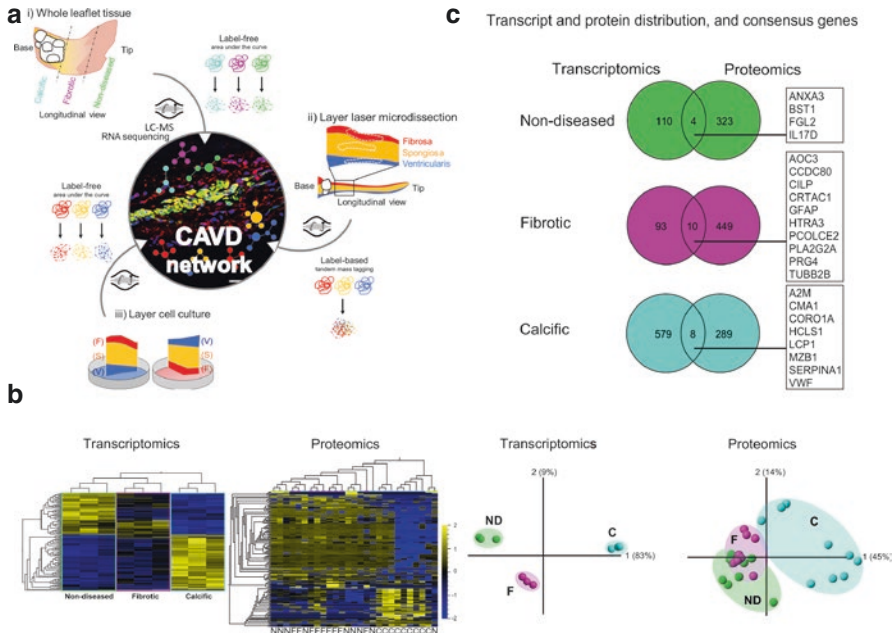 a
i) Whole leaflet tissue
Base
Tip
Calcific
Fibrotic
Non-diseased
Longitudinal view
LC-MS
RNA sequencing
Label-free
area under the curve
ii) Layer laser microdissection
Fibrosa
Spongiosa
Ventricularis
Base
Tip
Longitudinal view
Label-free
area under the curve
CAVD
network
Label-based
tandem mass tagging
iii) Layer cell culture
(F)
(S)
(V)
(V)
(S)
(F)
c
Transcript and protein distribution, and consensus genes
Transcriptomics
Proteomics
Non-diseased
110
4
323
ANXA3
BST1
FGL2
IL17D
Fibrotic
93
10
449
AOC3
CCDC80
CILP
CRTAC1
GFAP
HTRA3
PCOLCE2
PLA2G2A
PRG4
TUBB2B
Calcific
579
8
289
A2M
CMA1
CORO1A
HCLS1
LCP1
MZB1
SERPINA1
VWF
b
Transcriptomics
Non-diseased
Fibrotic
Calcific
Proteomics
2
1
0
-1
-2
Transcriptomics
2 (9%)
ND
C
1 (83%)
F
Proteomics
2 (14%)
C
F
1 (45%)
ND